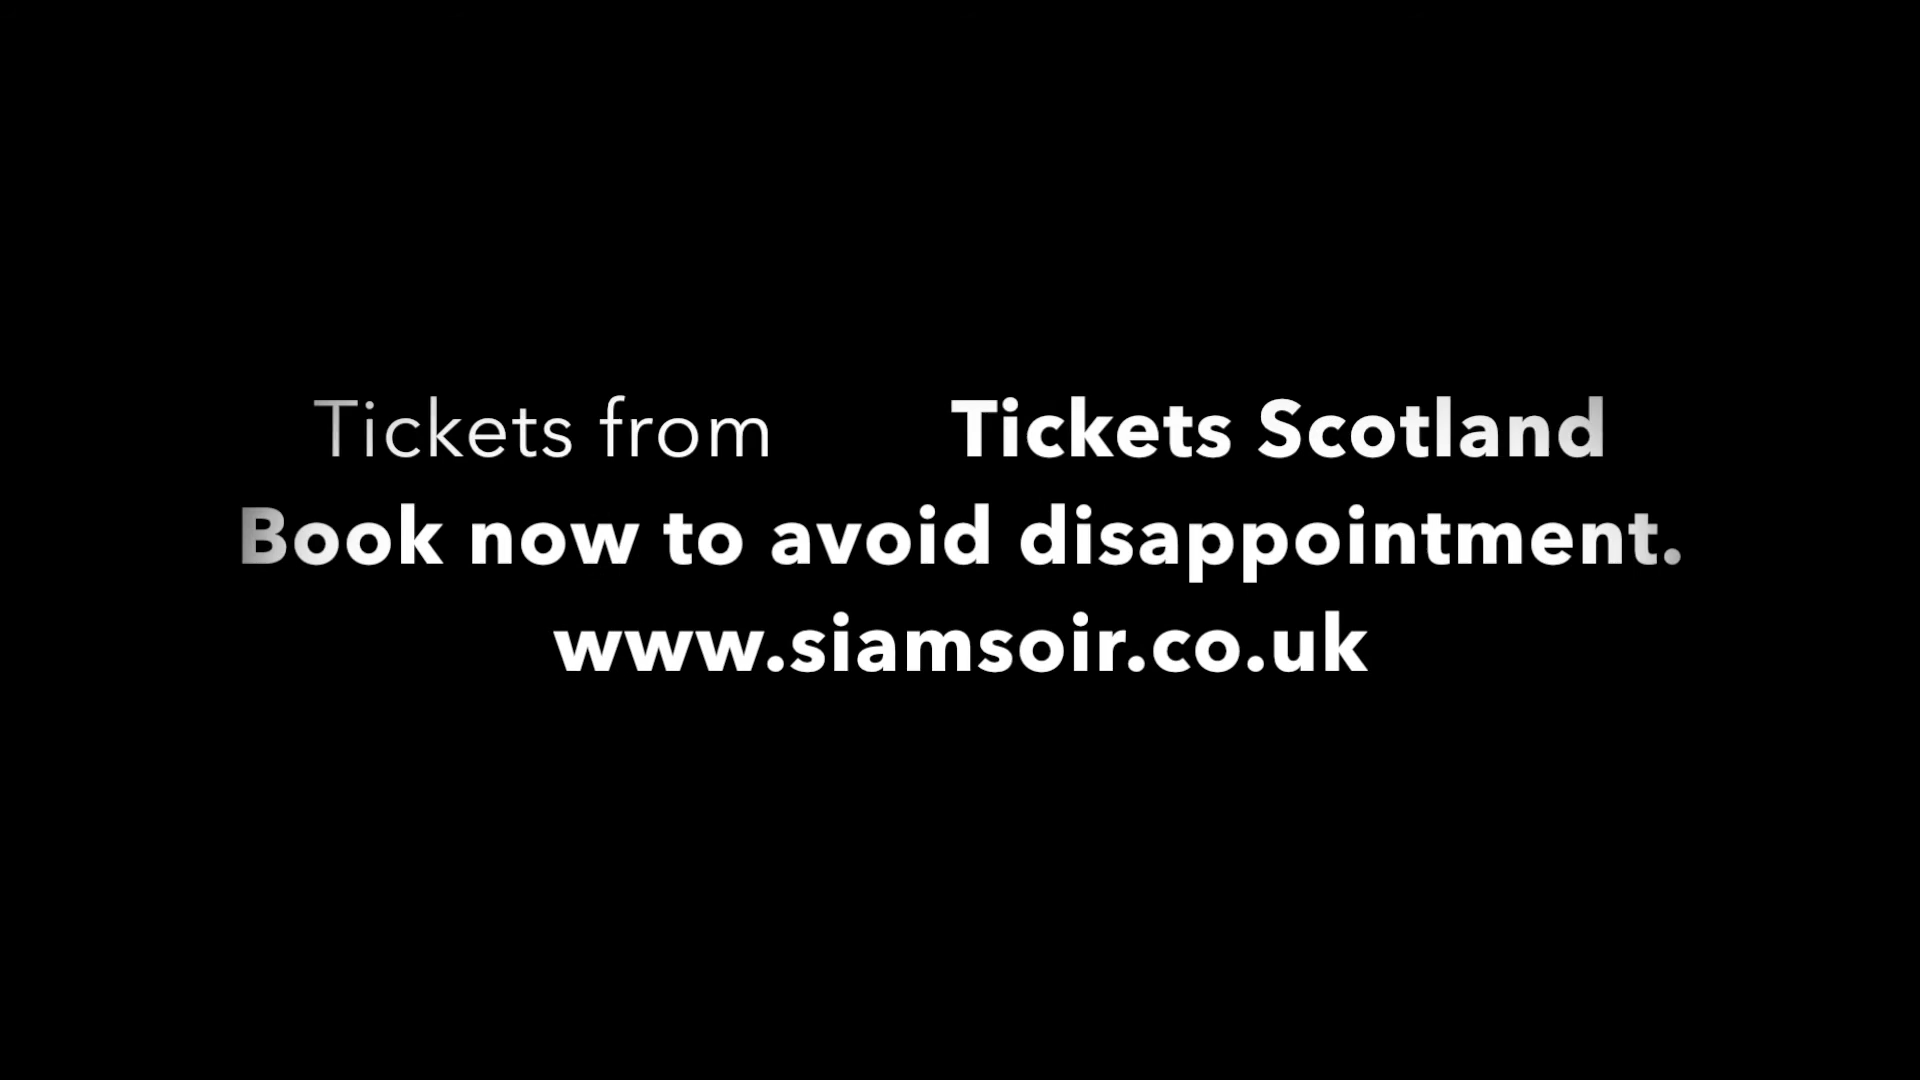 Tickets from Tickets Scotland
Book now to avoid disappointment.
www.siamsoir.co.uk